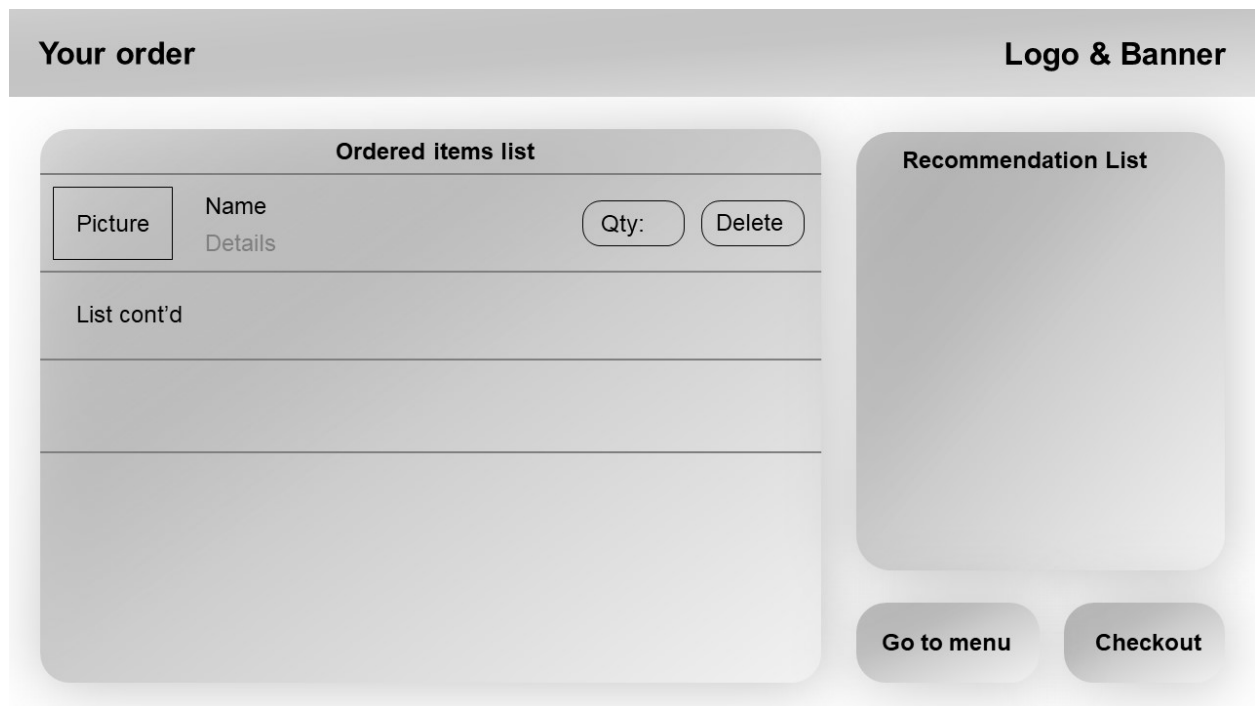 Your order
Logo & Banner
Ordered items list
Picture
Name
Details
Qty:
Delete
List cont’d
Recommendation List
Go to menu
Checkout